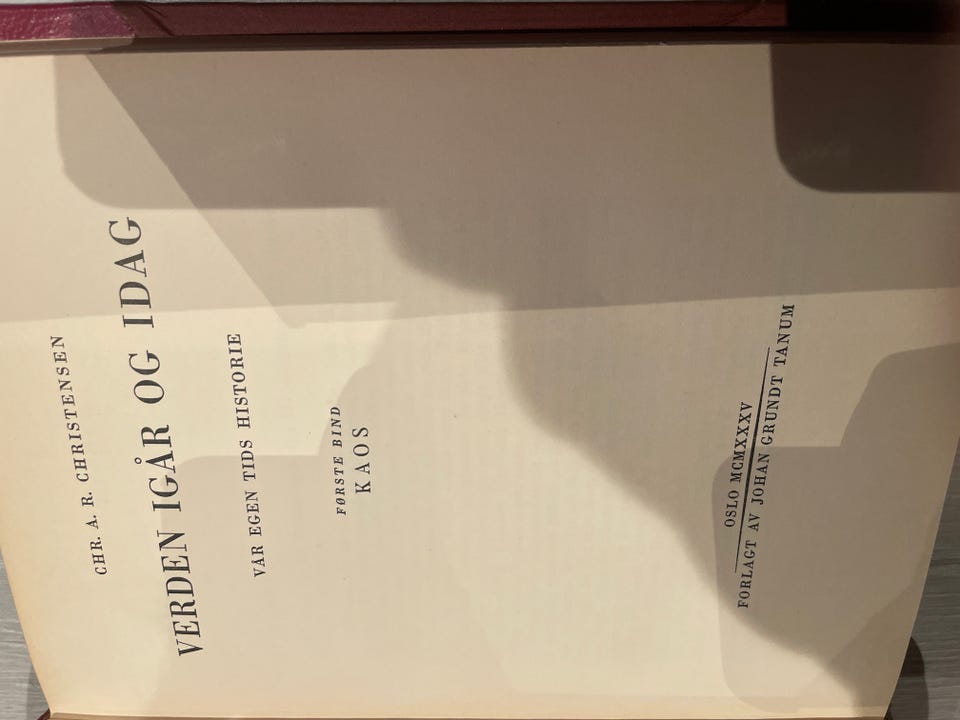 CHR. A. R. CHRISTENSEN
VERDEN IGÅR OG IDAG
VÅR EGEN TIDS HISTORIE
FØRSTE BIND
KAOS
OSLO MCMXXXV
FORLAGT AV JOHAN GRUNDT TANUM